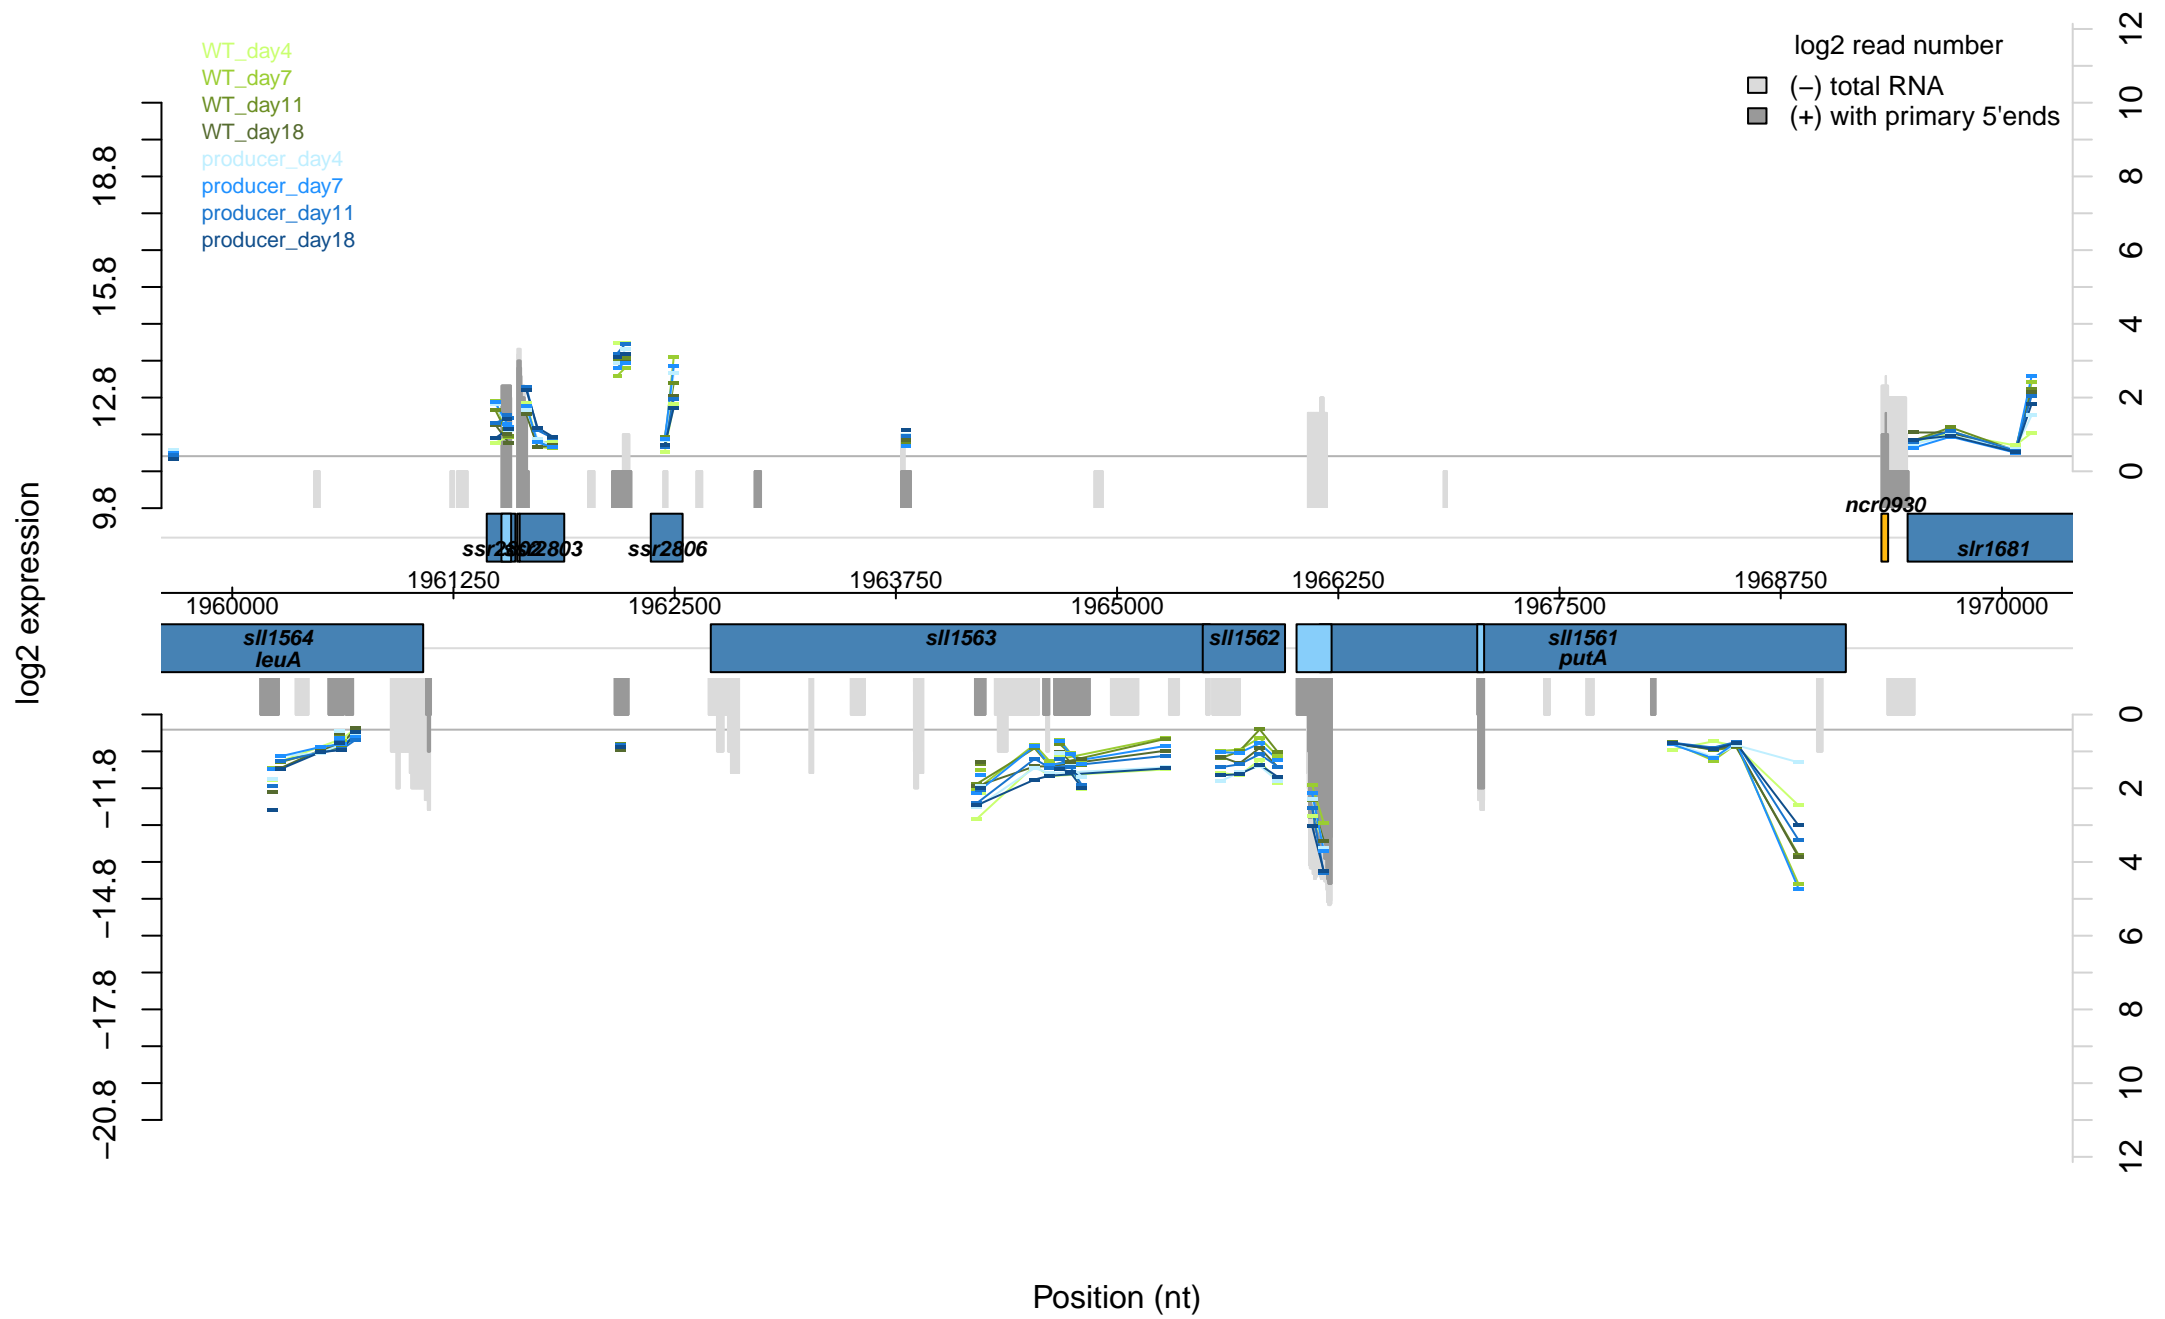 WT_day4
WT_day7
WT_day11
WT_day18
producer_day4
producer_day7
producer_day11
producer_day18
log2 read number
(−) total RNA
(+) with primary 5'ends
log2 expression
18.8
15.8
12.8
9.8
12
10
8
6
4
2
0
ncr0930
ssr2803
ssr2806
slr1681
1961250
1963750
1966250
1968750
1960000
1962500
1965000
1967500
1970000
sll1564
leuA
sll1563
sll1562
sll1561
putA
−11.8
−14.8
−17.8
−20.8
0
2
4
6
8
10
12
Position (nt)